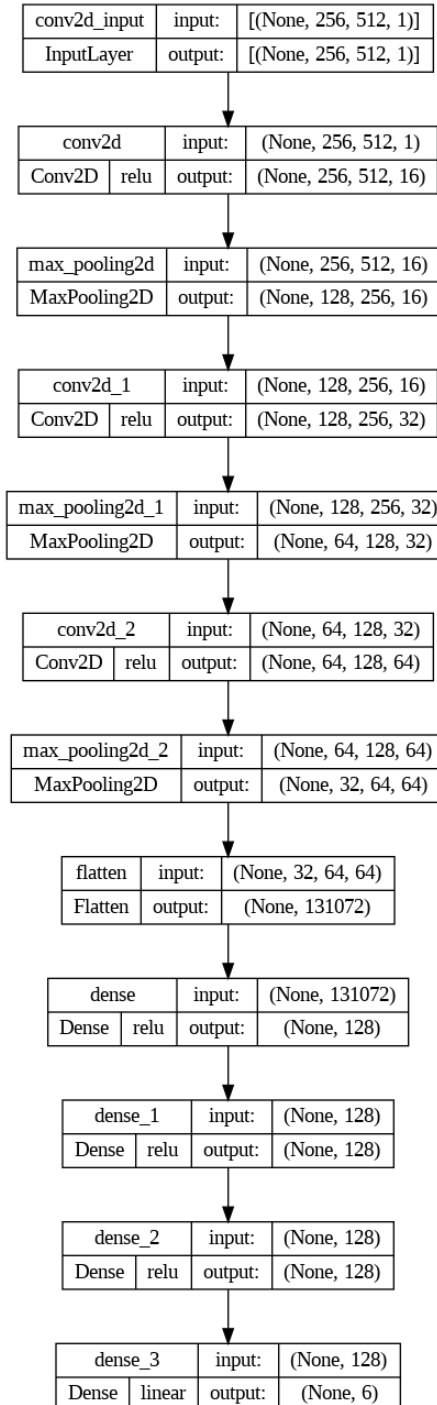 conv2d_input input: [(None, 256, 512, 1)]
InputLayer output: [(None, 256, 512, 1)]
conv2d input: (None, 256, 512, 1)
Conv2D relu output: (None, 256, 512, 16)
max_pooling2d input: (None, 256, 512, 16)
MaxPooling2D output: (None, 128, 256, 16)
conv2d_1 input: (None, 128, 256, 16)
Conv2D relu output: (None, 128, 256, 32)
max_pooling2d_1 input: (None, 128, 256, 32)
MaxPooling2D output: (None, 64, 128, 32)
conv2d_2 input: (None, 64, 128, 32)
Conv2D relu output: (None, 64, 128, 64)
max_pooling2d_2 input: (None, 64, 128, 64)
MaxPooling2D output: (None, 32, 64, 64)
flatten input: (None, 32, 64, 64)
Flatten output: (None, 131072)
dense input: (None, 131072)
Dense relu output: (None, 128)
dense_1 input: (None, 128)
Dense relu output: (None, 128)
dense_2 input: (None, 128)
Dense relu output: (None, 128)
dense_3 input: (None, 128)
Dense linear output: (None, 6)